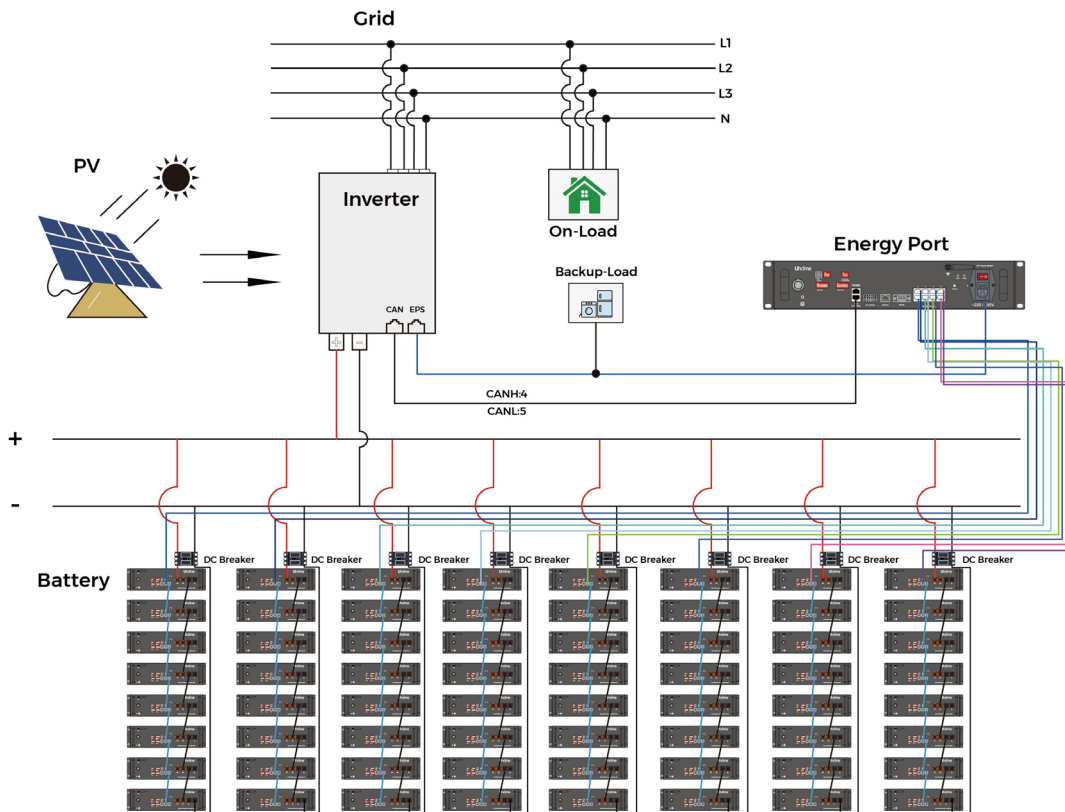 Grid
L1
L2
L3
N
PV
Inverter
On-Load
Energy Port
Backup-Load
CAN EPS
CANH:4
CANL:5
+
-
DC Breaker DC Breaker DC Breaker DC Breaker DC Breaker DC Breaker DC Breaker DC Breaker
Battery